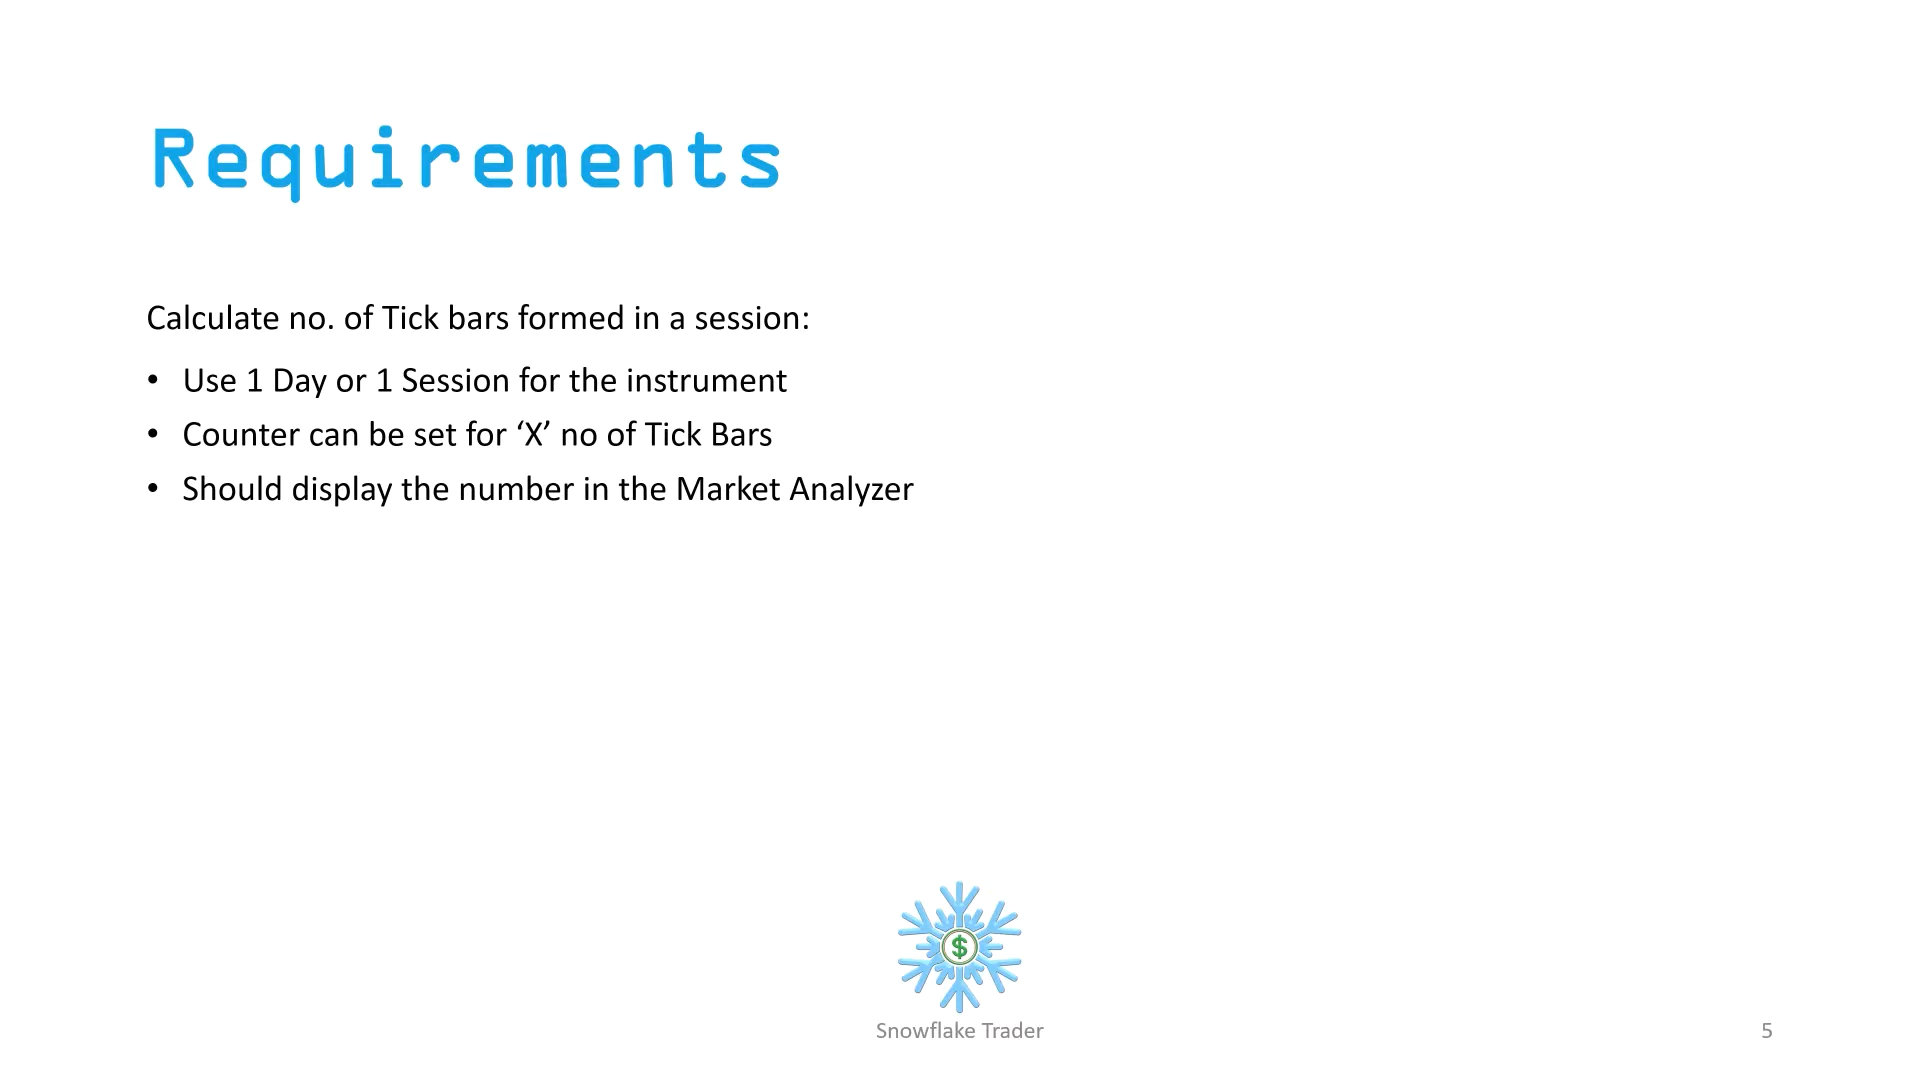 Requirements
Calculate no. of Tick bars formed in a session:
• Use 1 Day or 1 Session for the instrument
• Counter can be set for ‘X’ no of Tick Bars
• Should display the number in the Market Analyzer
$
Snowflake Trader
5